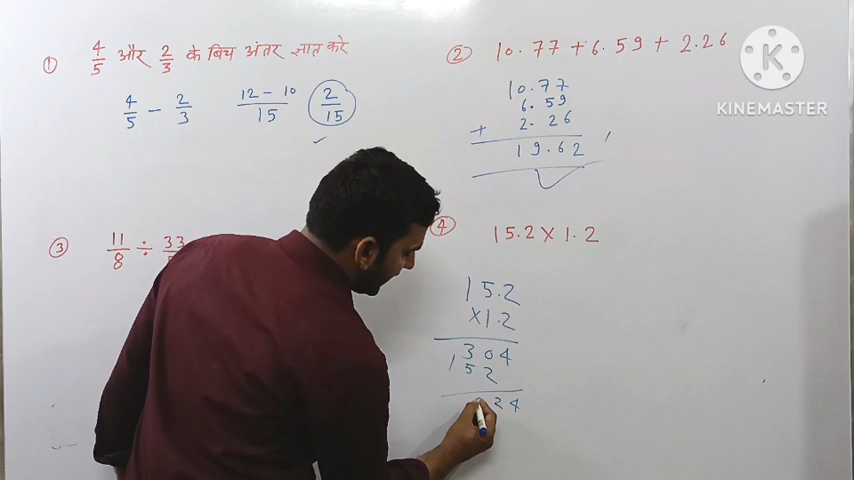 ① 4/5 और 2/3 के बिच अंतर ज्ञात करे
4/5 - 2/3   12-10/15   2/15
② 10.77 + 6.59 + 2.26
10.77
6.59
+ 2.26
19.62
KINEMASTER
③ 11/8 ÷ 33
④ 15.2 X 1.2
15.2
X1.2
304
152
24